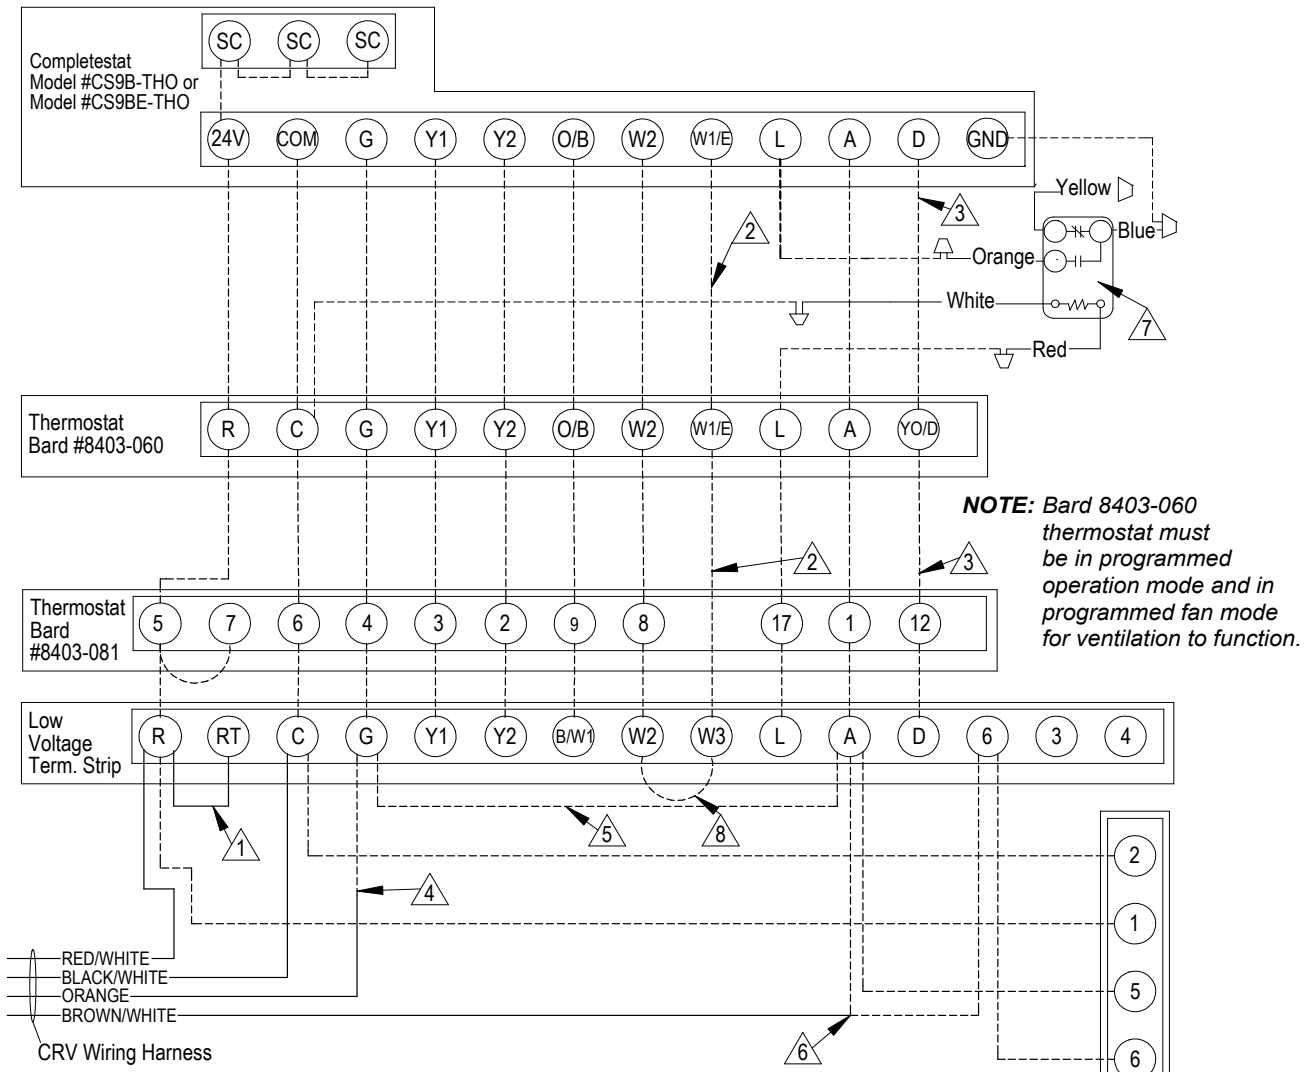 SC SC SC
Completestat
Model #CS9B-THO or
Model #CS9BE-THO
24V COM G Y1 Y2 O/B W2 W1/E L A D GND
Yellow
3
2
Blue
Orange
White
7
Red
Thermostat
Bard #8403-060
R C G Y1 Y2 O/B W2 W1/E L A YO/D
NOTE: Bard 8403-060
thermostat must
be in programmed
operation mode and in
programmed fan mode
for ventilation to function.
2 3
Thermostat
Bard
#8403-081
5 7 6 4 3 2 9 8 17 1 12
Low
Voltage
Term. Strip
R RT C G Y1 Y2 B/W1 W2 W3 L A D 6 3 4
1 5 8
2
4
1
RED/WHITE
BLACK/WHITE
ORANGE
BROWN/WHITE
5
6
CRV Wiring Harness
6